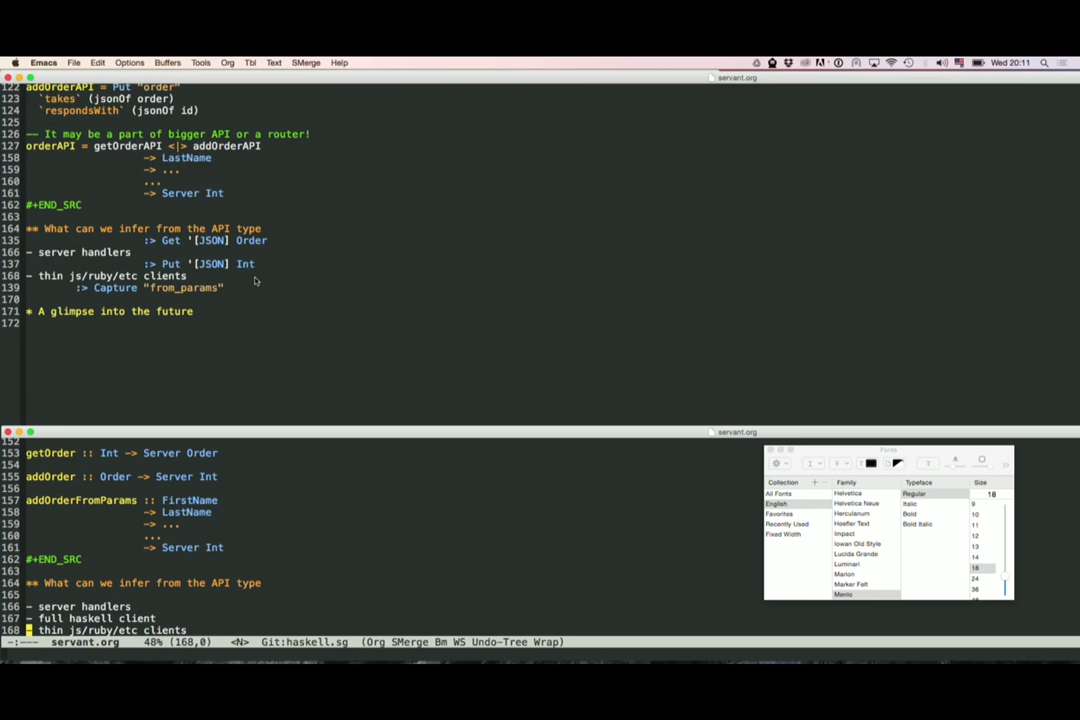 Emacs File Edit Options Buffers Tools Org Tbl Text SMerge Help Wed 20:11
servant.org
122 addOrderAPI = Put "order"
123 `takes` (jsonOf order)
124 `respondsWith` (jsonOf id)
125
126 -- It may be a part of bigger API or a router!
127 orderAPI = getOrderAPI <|> addOrderAPI
158 -> LastName
159 -> ...
160 ...
161 -> Server Int
162 #+END_SRC
163
164 ** What can we infer from the API type
135 :> Get '[JSON] Order
166 - server handlers
137 :> Put '[JSON] Int
168 - thin js/ruby/etc clients
139 :> Capture "from_params"
170
171 * A glimpse into the future
172
servant.org
152
153 getOrder :: Int -> Server Order
154
155 addOrder :: Order -> Server Int
156
157 addOrderFromParams :: FirstName
158 -> LastName
159 -> ...
160 ...
161 -> Server Int
162 #+END_SRC
163
164 ** What can we infer from the API type
165
166 - server handlers
167 - full haskell client
168 - thin js/ruby/etc clients
-:--- servant.org 48% (168,0) <N> Git:haskell.sg (Org SMerge Bm WS Undo-Tree Wrap)
Fonts
Collection Family Typeface Size
All Fonts Helvetica Regular 18
English Helvetica Neue Italic 9
Favorites Herculanum Bold 10
Recently Used Hoefler Text Bold Italic 11
Fixed Width Impact 12
Iowan Old Style 13
Lucida Grande 14
Luminari 18
Marion 24
Marker Felt 36
Menlo